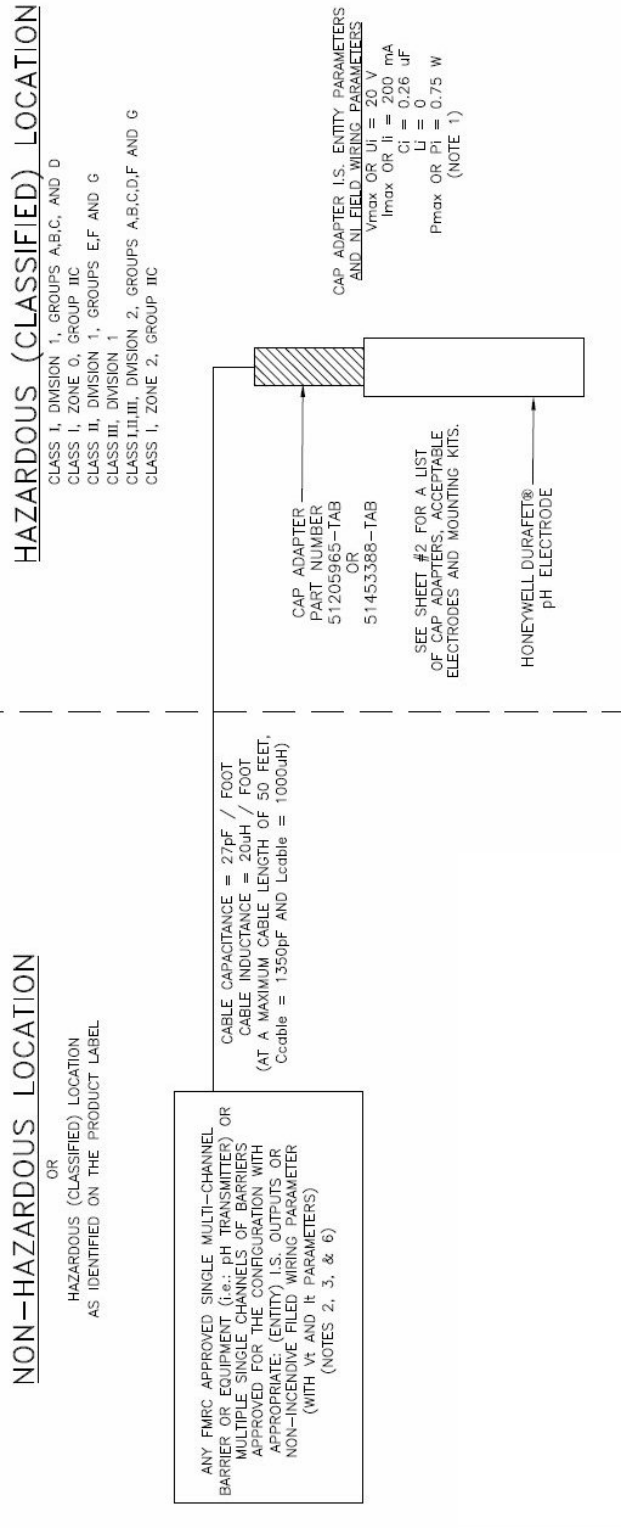 NON-HAZARDOUS LOCATION
OR
HAZARDOUS (CLASSIFIED) LOCATION
AS IDENTIFIED ON THE PRODUCT LABEL
ANY FMRC APPROVED SINGLE MULTI-CHANNEL
BARRIER OR EQUIPMENT (i.e.: pH TRANSMITTER) OR
MULTIPLE SINGLE CHANNELS OF BARRIERS
APPROVED FOR THE CONFIGURATION WITH
APPROPRIATE: (ENTITY) I.S. OUTPUTS OR
NON-INCENDIVE FILED WIRING PARAMETER
(WITH Vt AND It PARAMETERS)
(NOTES 2, 3, & 6)
CABLE CAPACITANCE = 27pF / FOOT
CABLE INDUCTANCE = 20uH / FOOT
(AT A MAXIMUM CABLE LENGTH OF 50 FEET,
Ccable = 1350pF AND Lcable = 1000uH)
HAZARDOUS (CLASSIFIED) LOCATION
CLASS I, DIVISION 1, GROUPS A,B,C, AND D
CLASS I, ZONE 0, GROUP IIC
CLASS II, DIVISION 1, GROUPS E,F AND G
CLASS III, DIVISION 1
CLASS I,II,III, DIVISION 2, GROUPS A,B,C,D,F AND G
CLASS I, ZONE 2, GROUP IIC
CAP ADAPTER
PART NUMBER
51205965-TAB
OR
51453388-TAB
SEE SHEET #2 FOR A LIST
OF CAP ADAPTERS, ACCEPTABLE
ELECTRODES AND MOUNTING KITS.
HONEYWELL DURAFET®
pH ELECTRODE
CAP ADAPTER I.S. ENTITY PARAMETERS
AND NI FIELD WIRING PARAMETERS
Vmax OR Ui = 20 V
Imax OR Ii = 200 mA
Ci = 0.26 uF
Li = 0
Pmax OR Pi = 0.75 W
(NOTE 1)